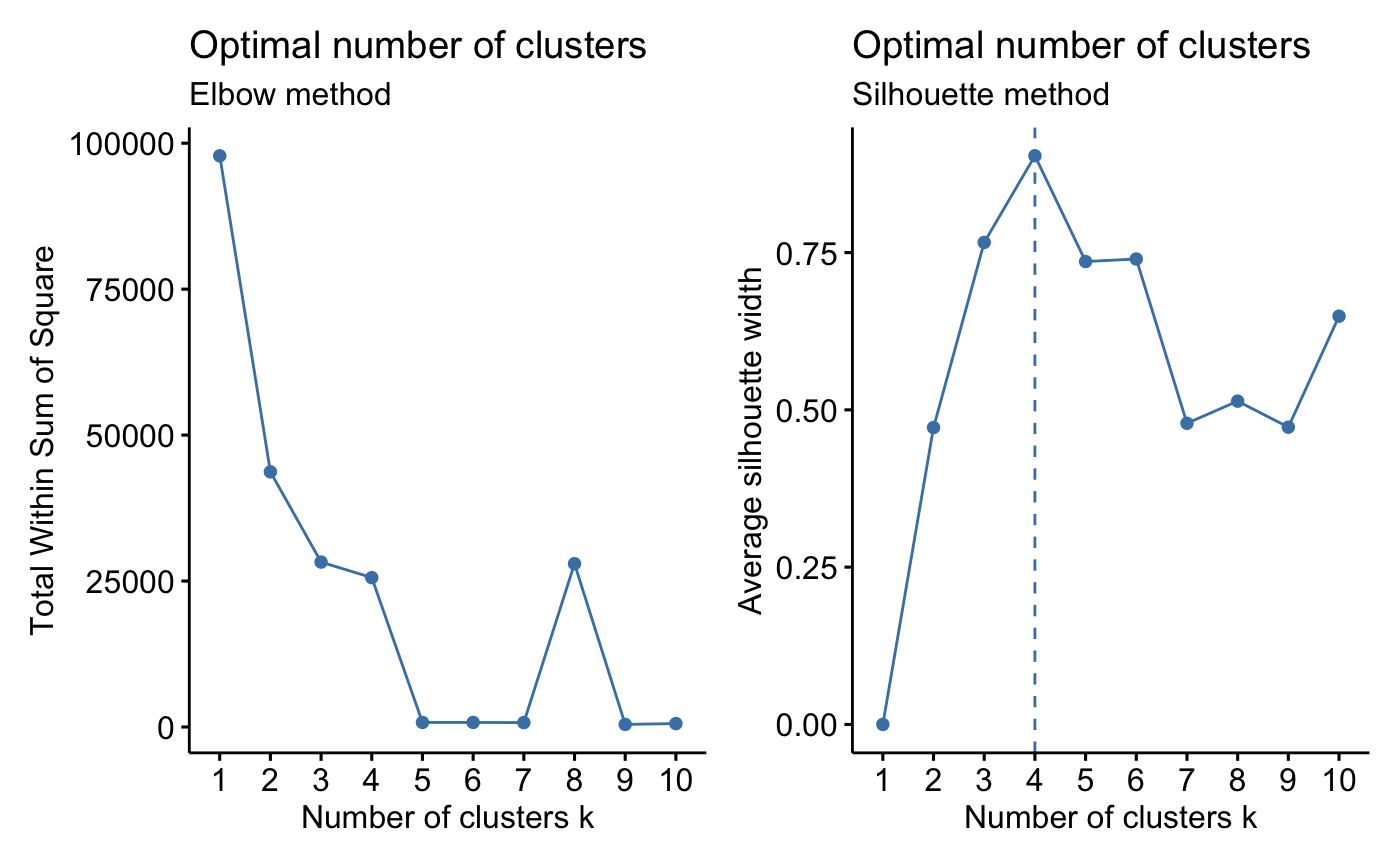 Optimal number of clusters
Elbow method
100000
75000
50000
25000
0
Total Within Sum of Square
1 2 3 4 5 6 7 8 9 10
Number of clusters k
Optimal number of clusters
Silhouette method
0.75
0.50
0.25
0.00
Average silhouette width
1 2 3 4 5 6 7 8 9 10
Number of clusters k